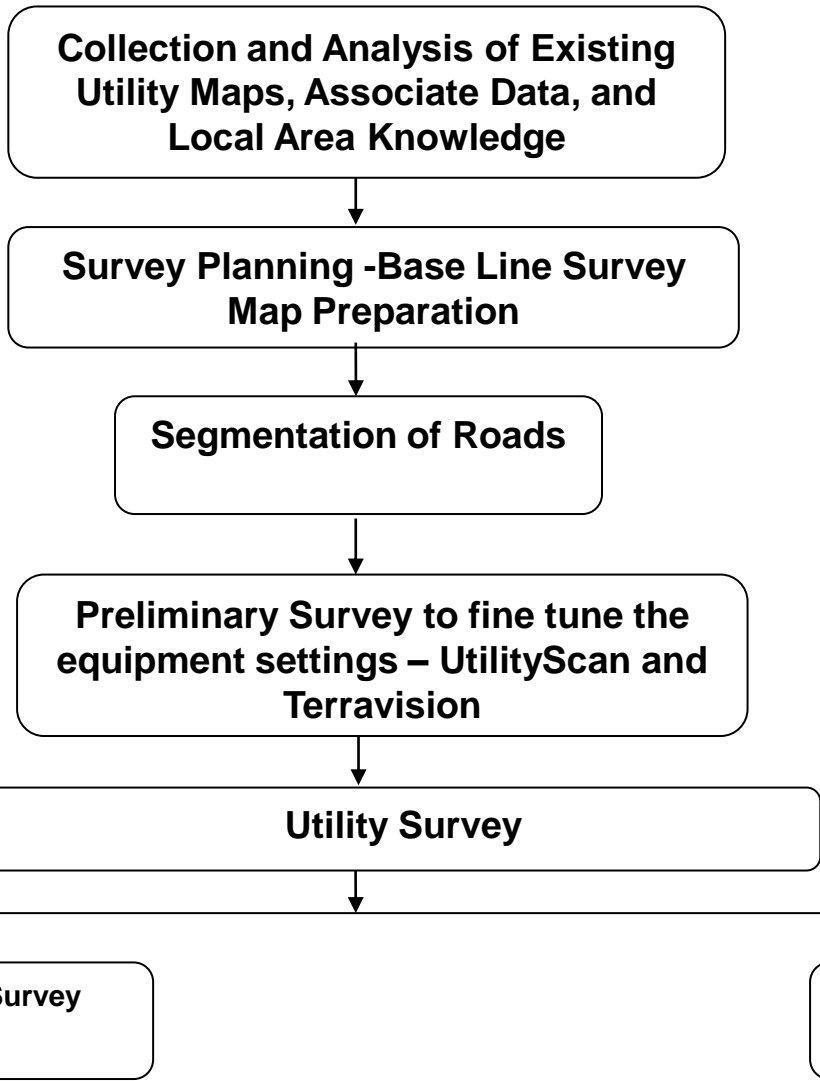 Collection and Analysis of Existing
Utility Maps, Associate Data, and
Local Area Knowledge
Survey Planning -Base Line Survey
Map Preparation
Segmentation of Roads
Preliminary Survey to fine tune the
equipment settings – UtilityScan and
Terravision
Utility Survey
Survey